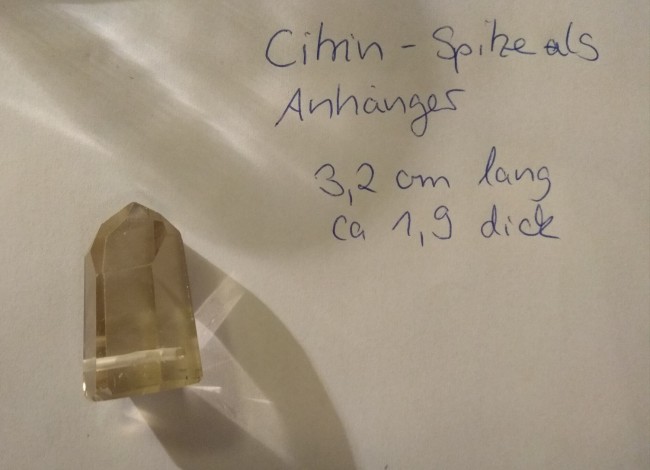 Citrin - Spitze als
Anhänger
3,2 cm lang
ca 1,9 dick